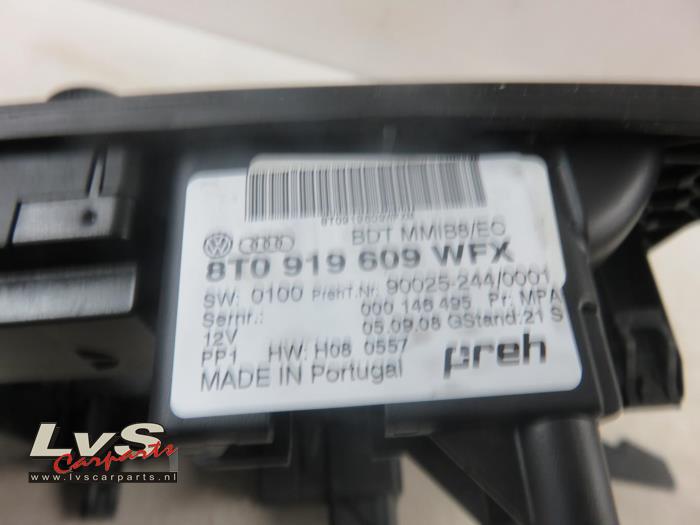 BDT MMIB8/EC
8T0 919 609 WFX
SW: 0100 PrehT.Nr. 90025-244/0001
Sernr.: 000 146 495 Pr: MPA
12V 05.09.08 GStand: 21 S
PP1 HW: H08 0557
MADE IN Portugal preh
LvS
Carparts
www.lvscarparts.nl